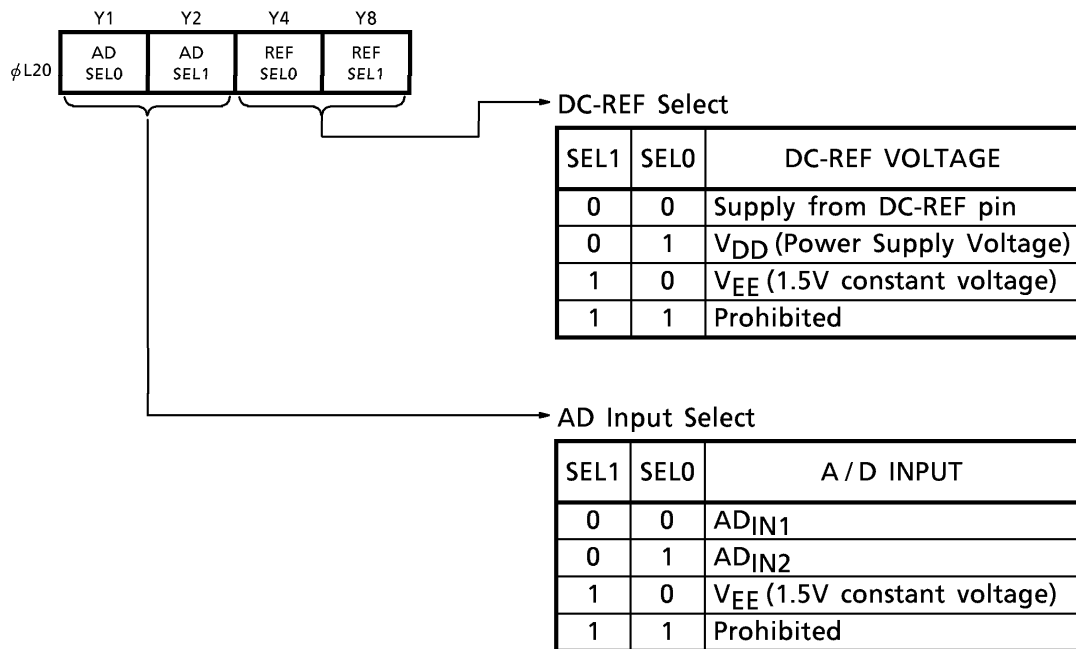 Y1 Y2 Y4 Y8
ϕL20
AD SEL0
AD SEL1
REF SEL0
REF SEL1
DC-REF Select
SEL1 SEL0 DC-REF VOLTAGE
0 0 Supply from DC-REF pin
0 1 VDD (Power Supply Voltage)
1 0 VEE (1.5V constant voltage)
1 1 Prohibited
AD Input Select
SEL1 SEL0 A/D INPUT
0 0 ADIN1
0 1 ADIN2
1 0 VEE (1.5V constant voltage)
1 1 Prohibited